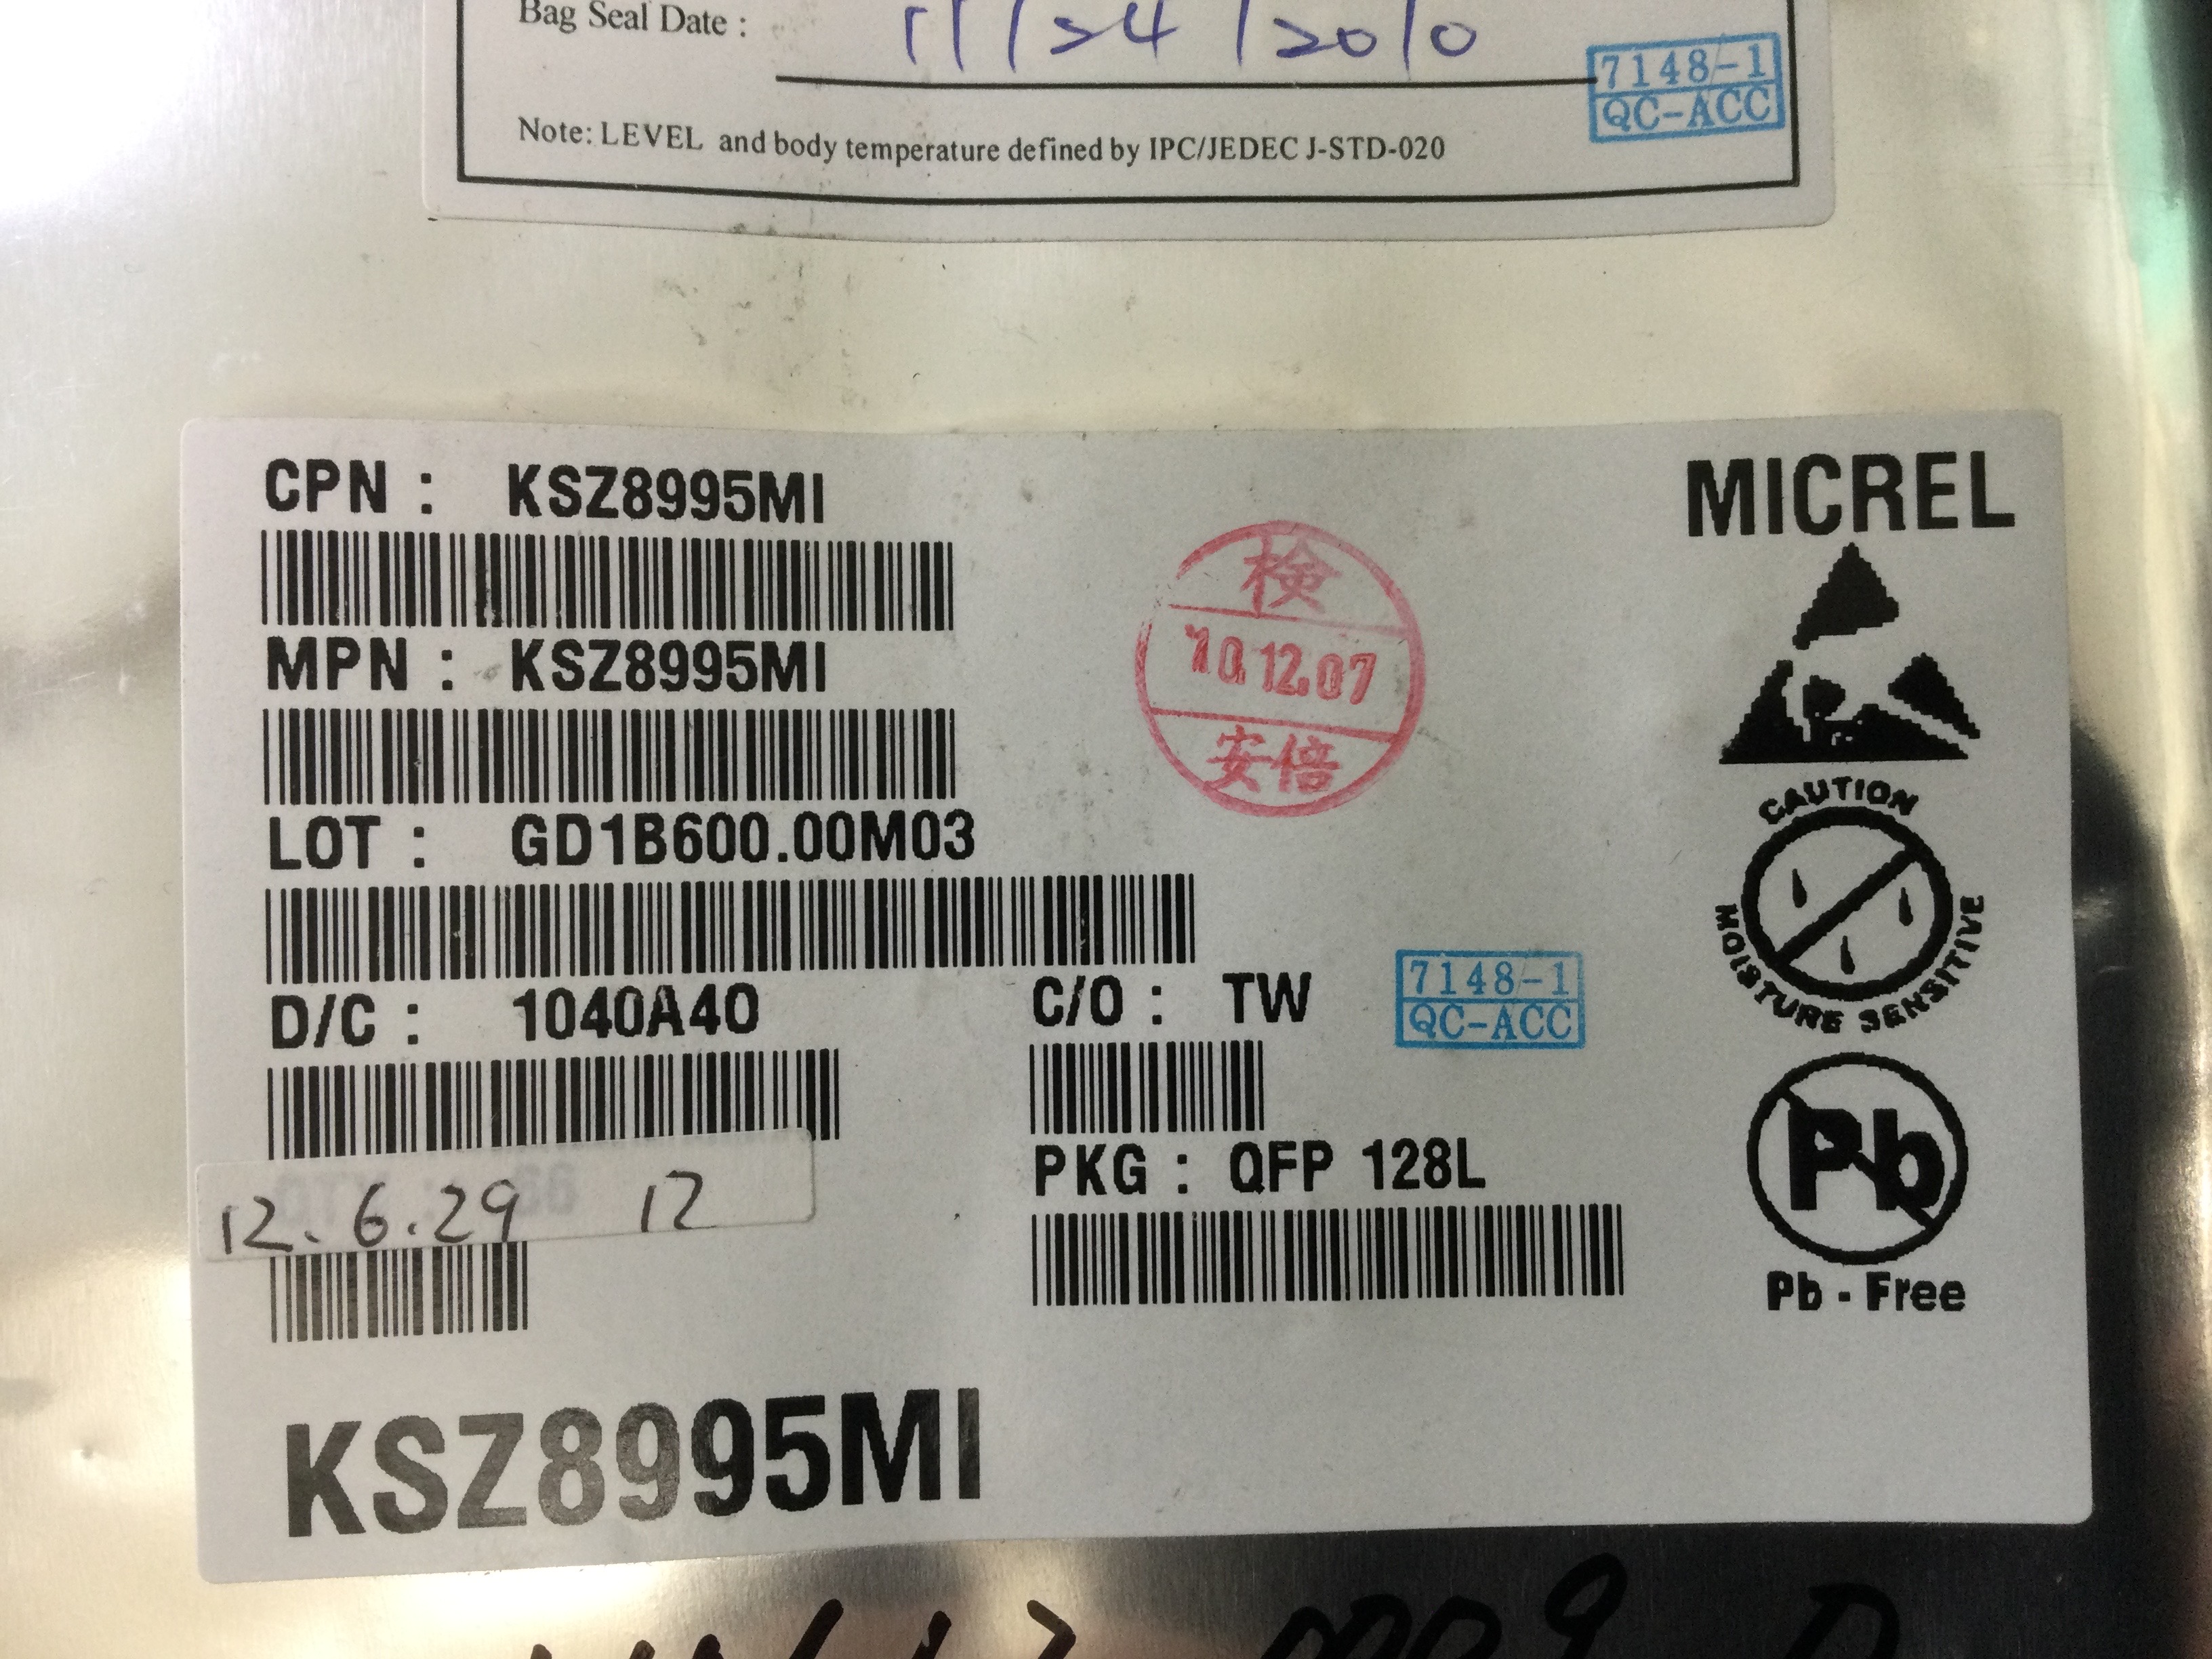 Bag Seal Date : 11/24/2010
7148-1
QC-ACC
Note: LEVEL and body temperature defined by IPC/JEDEC J-STD-020
CPN : KSZ8995MI
MICREL
MPN : KSZ8995MI
検
10.12.07
安倍
LOT : GD1B600.00M03
CAUTION
MOISTURE SENSITIVE
D/C : 1040A40
C/O : TW
7148-1
QC-ACC
12.6.29 12
PKG : QFP 128L
Pb
Pb - Free
KSZ8995MI